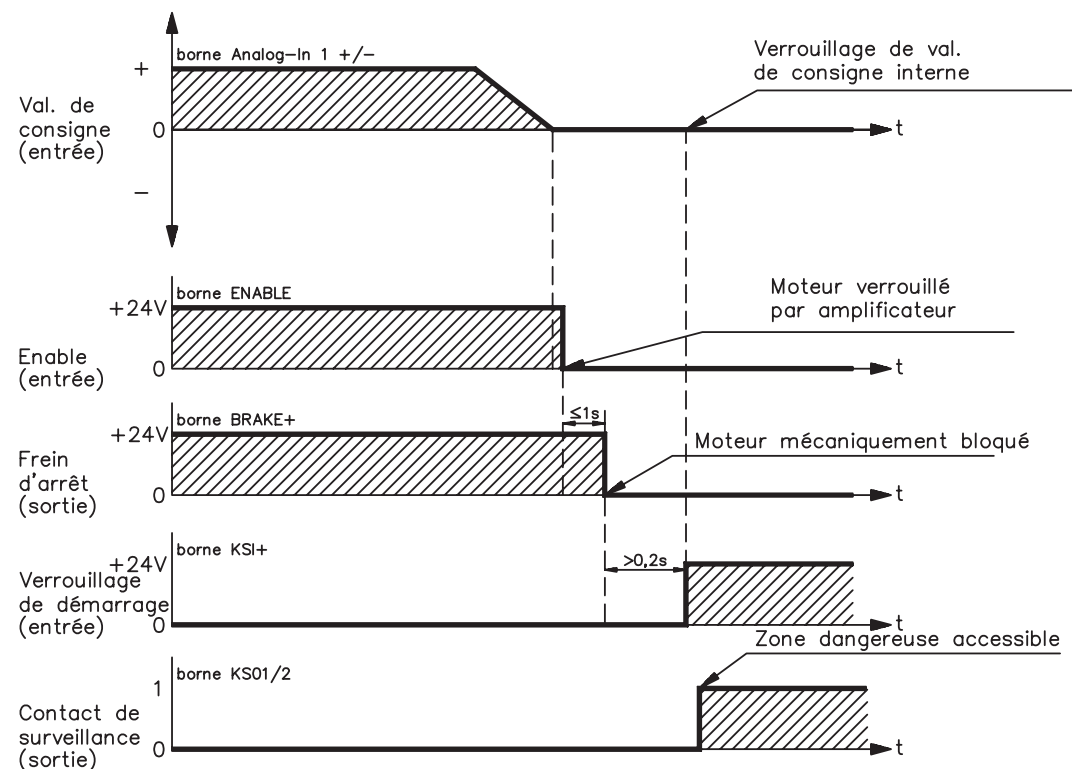 borne Analog-In 1 +/-
+
Val. de
consigne
(entrée)
0
-
t
Verrouillage de val.
de consigne interne
borne ENABLE
+24V
Enable
(entrée)
0
t
Moteur verrouillé
par amplificateur
borne BRAKE+
≤1s
+24V
Frein
d'arrêt
(sortie)
0
t
Moteur mécaniquement bloqué
borne KSI+
+24V
>0,2s
Verrouillage
de démarrage
(entrée)
0
t
Zone dangereuse accessible
borne KSO1/2
1
Contact de
surveillance
(sortie)
0
t